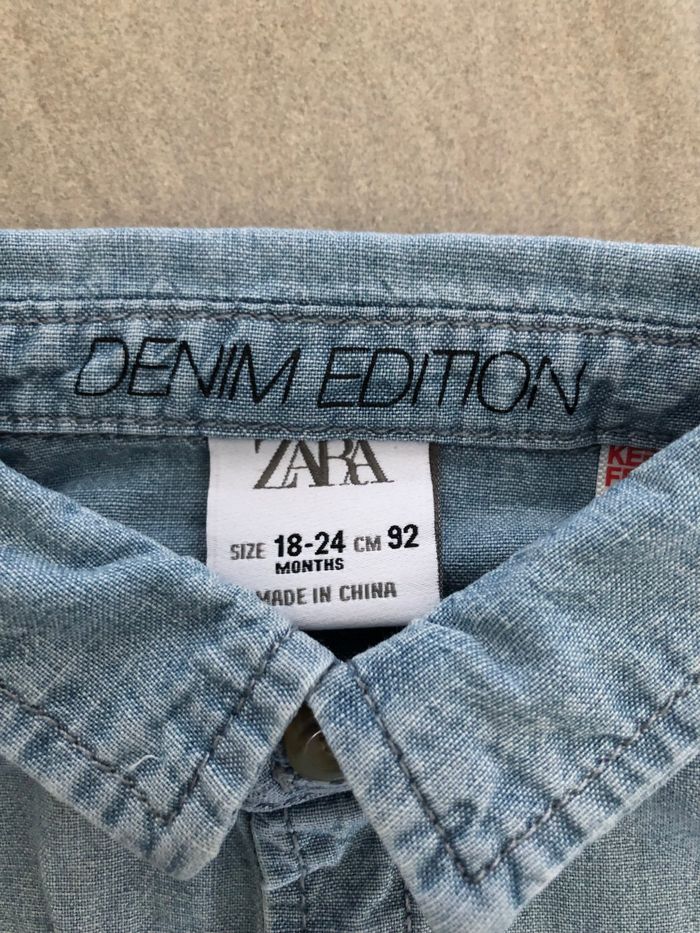 DENIM EDITION
ZARA
SIZE 18-24 CM 92
MONTHS
MADE IN CHINA